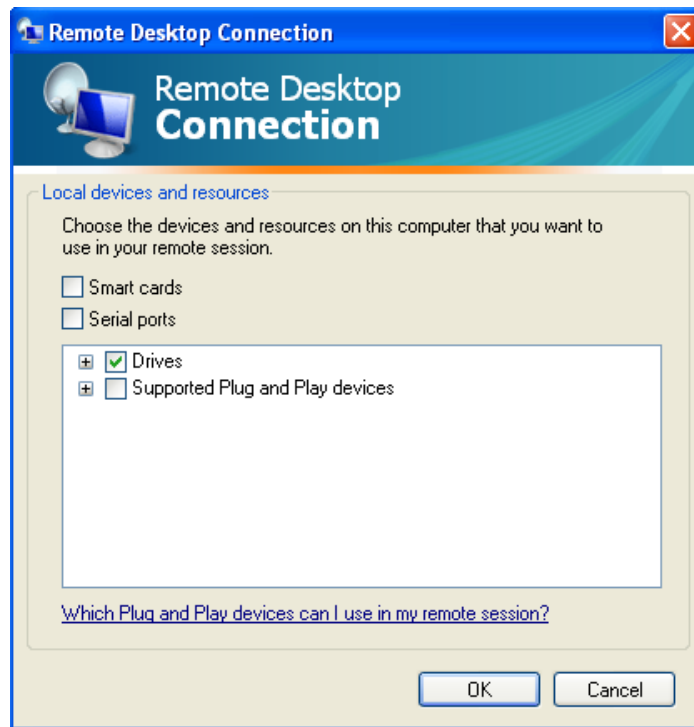 Remote Desktop Connection
Remote Desktop
Connection
Local devices and resources
Choose the devices and resources on this computer that you want to
use in your remote session.
Smart cards
Serial ports
Drives
Supported Plug and Play devices
Which Plug and Play devices can I use in my remote session?
OK
Cancel